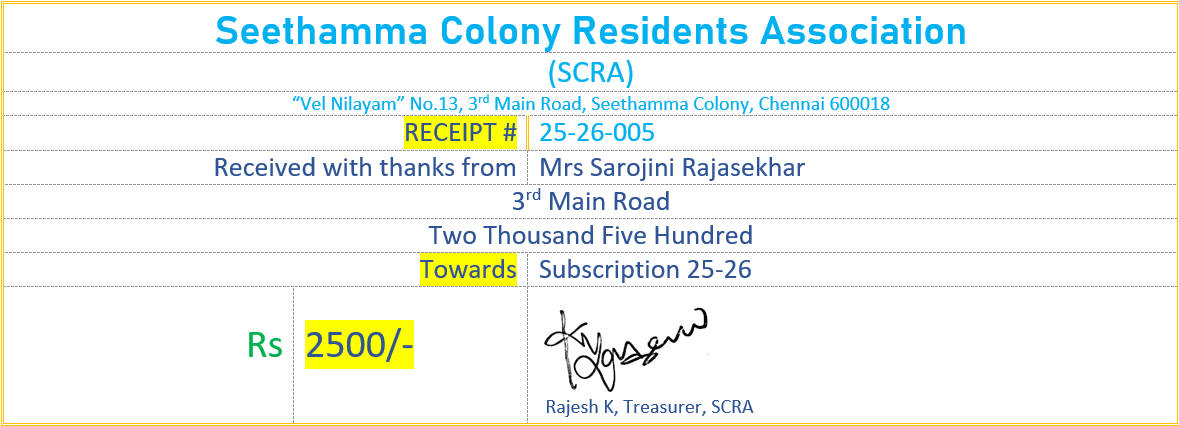 Seethamma Colony Residents Association
(SCRA)
“Vel Nilayam” No.13, 3rd Main Road, Seethamma Colony, Chennai 600018
RECEIPT # 25-26-005
Received with thanks from Mrs Sarojini Rajasekhar
3rd Main Road
Two Thousand Five Hundred
Towards Subscription 25-26
Rs 2500/-
Rajesh K, Treasurer, SCRA